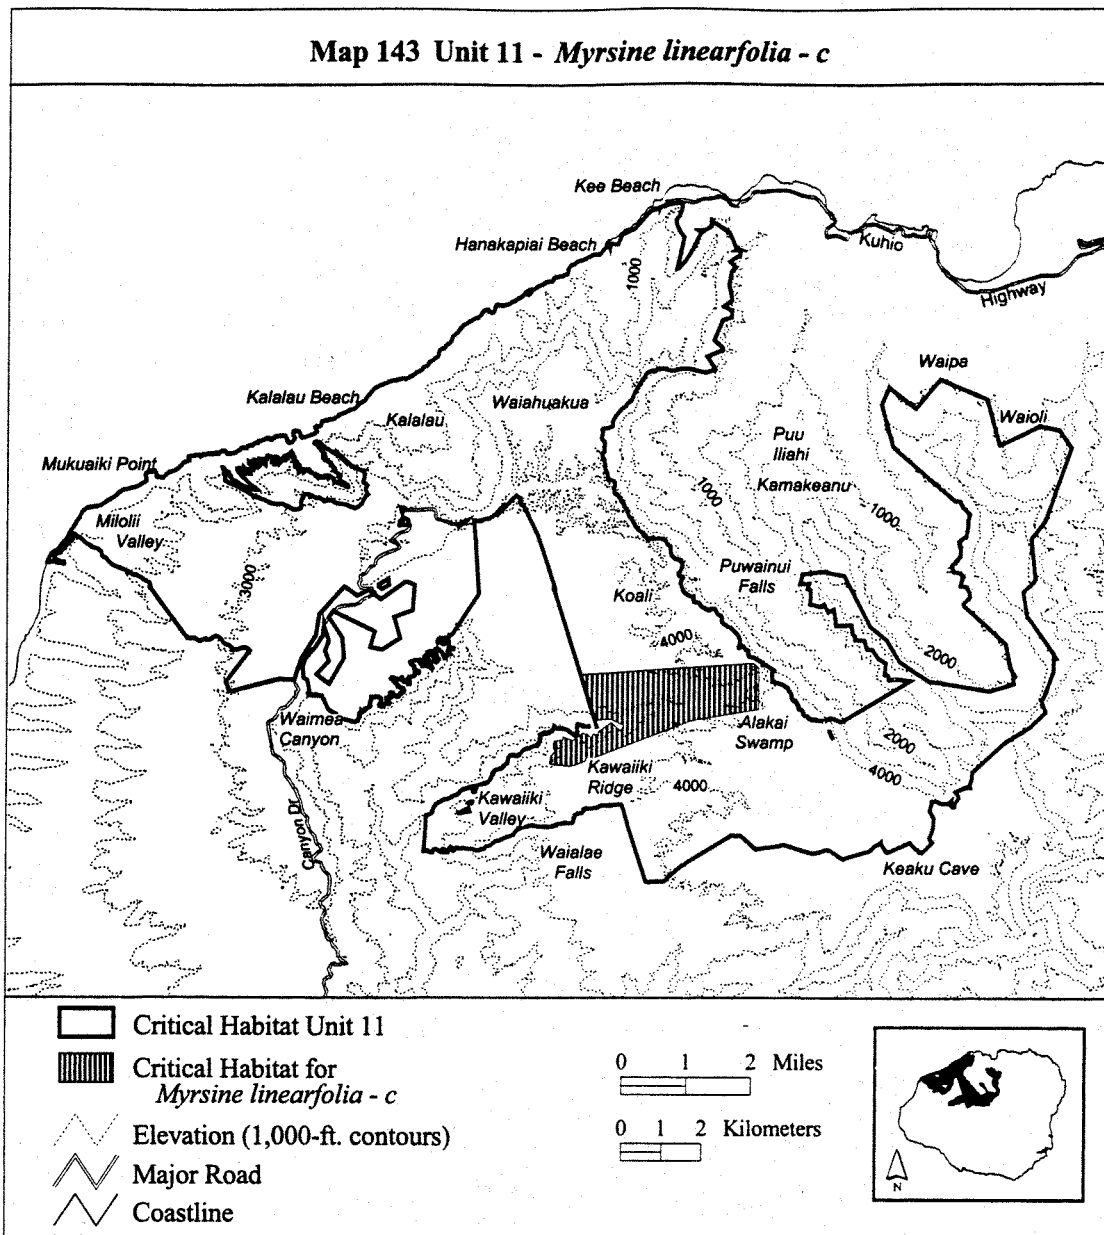 Map 143 Unit 11 - Myrsine linearfolia - c
Kee Beach
Hanakapiai Beach
Kuhio
Highway
1000
Waipa
Kalalau Beach
Waiahuakua
Kalalau
Waioli
Puu
Iliahi
Mukuaiki Point
Kamakeanu
1000
1000
Milolii
Valley
3000
Puwainui
Falls
Koali
4000
2000
Waimea
Canyon
Alakai
Swamp
2000
4000
Kawaiiki
Ridge
4000
Kawaiiki
Valley
Canyon Dr
Waialae
Falls
Keaku Cave
Critical Habitat Unit 11
Critical Habitat for
Myrsine linearfolia - c
Elevation (1,000-ft. contours)
Major Road
Coastline
0 1 2 Miles
0 1 2 Kilometers
N